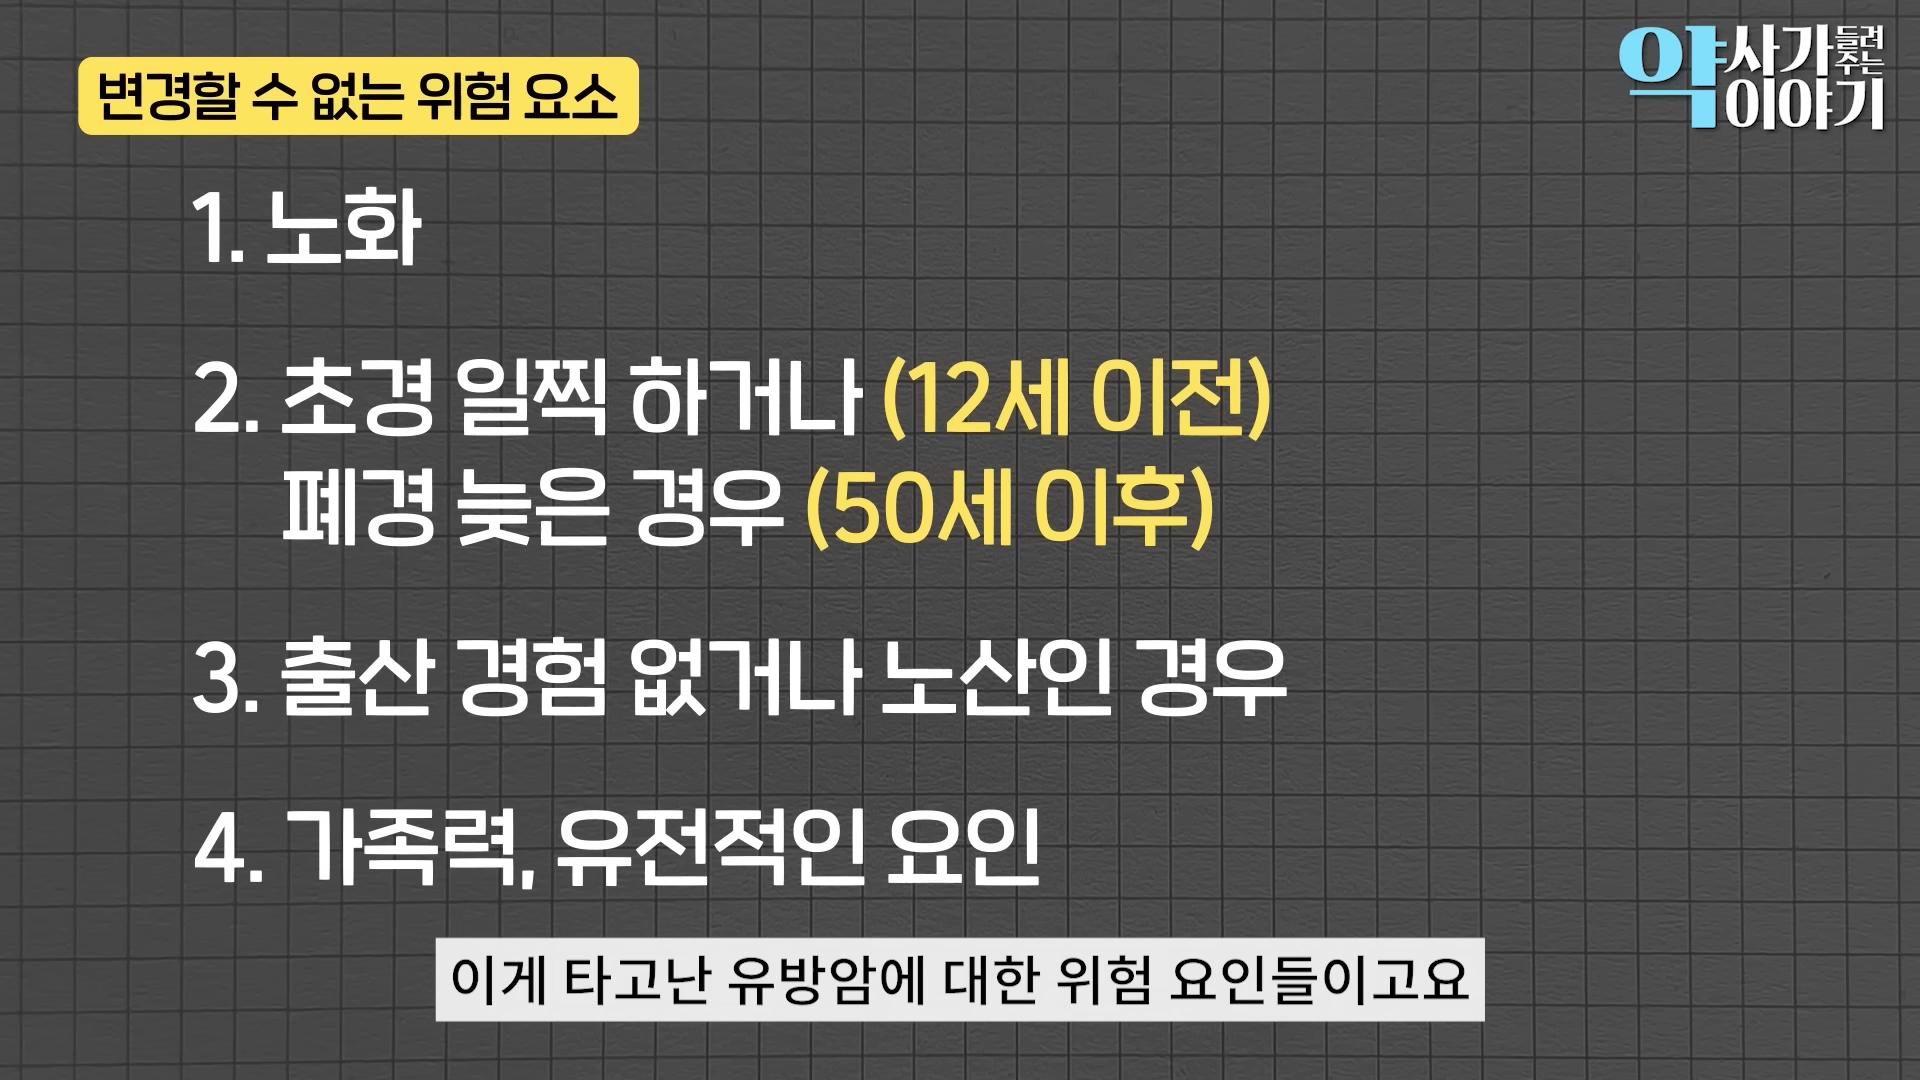 변경할 수 없는 위험 요소
약사가 들려주는 이야기
1. 노화
2. 초경 일찍 하거나 (12세 이전)
폐경 늦은 경우 (50세 이후)
3. 출산 경험 없거나 노산인 경우
4. 가족력, 유전적인 요인
이게 타고난 유방암에 대한 위험 요인들이고요